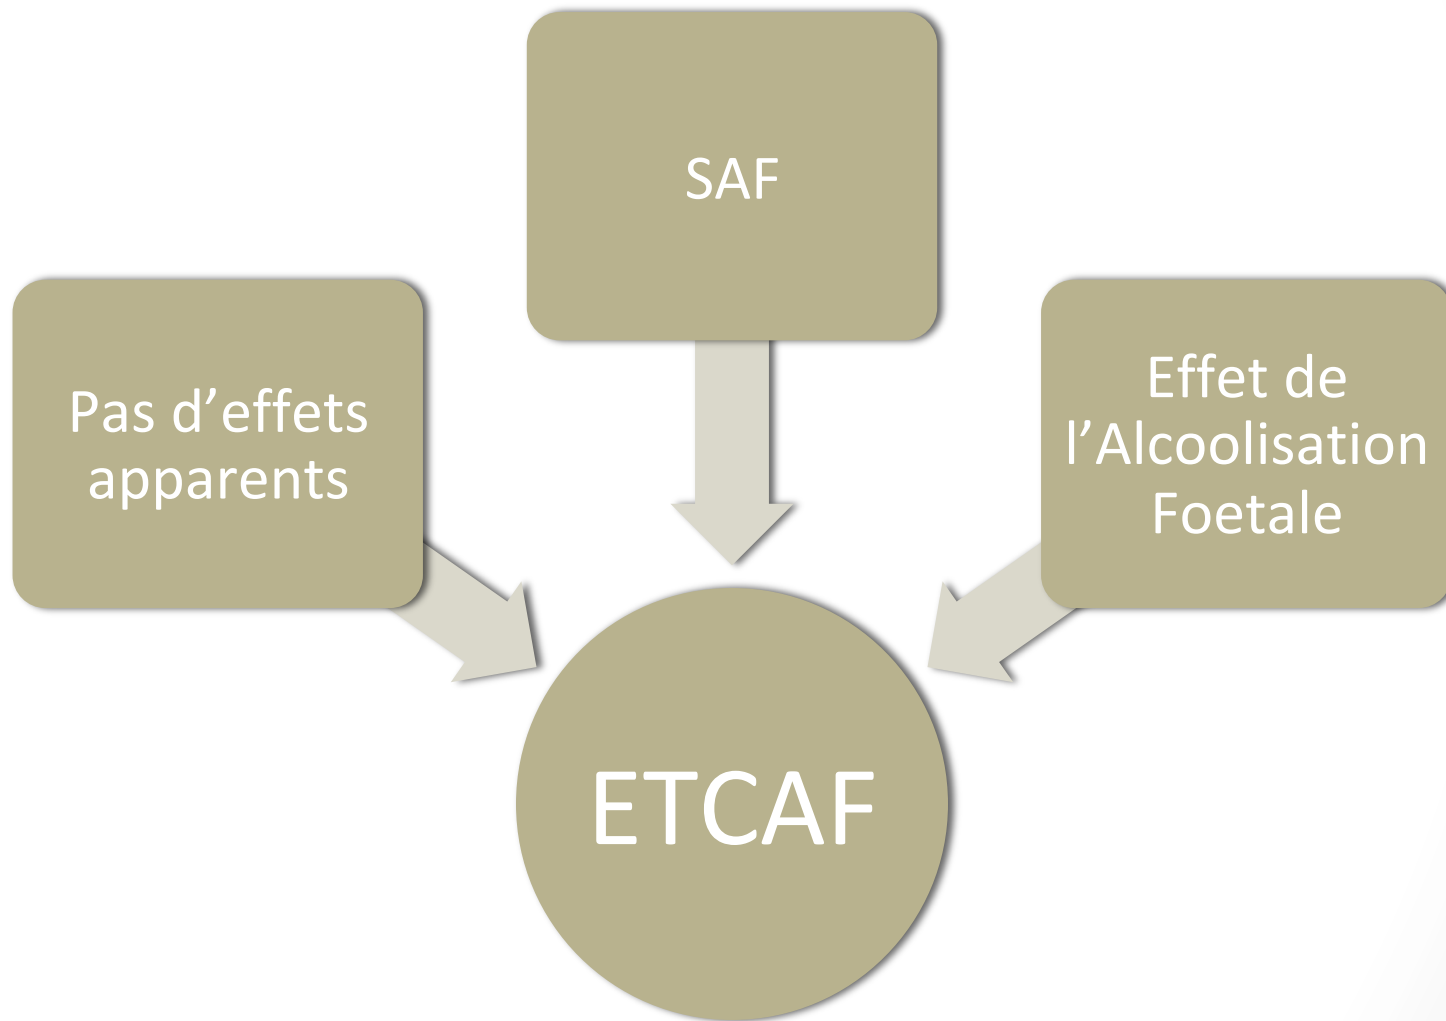 SAF
Pas d’effets
apparents
Effet de
l’Alcoolisation
Foetale
ETCAF